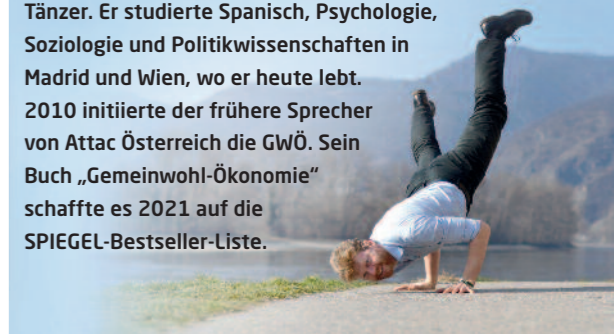 Tänzer. Er studierte Spanisch, Psychologie,
Soziologie und Politikwissenschaften in
Madrid und Wien, wo er heute lebt.
2010 initiierte der frühere Sprecher
von Attac Österreich die GWÖ. Sein
Buch „Gemeinwohl-Ökonomie“
schaffte es 2021 auf die
SPIEGEL-Bestseller-Liste.